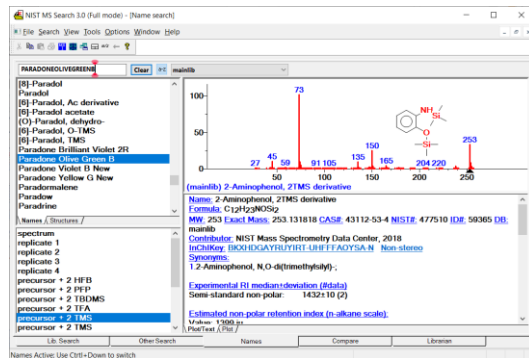 NIST MS Search 3.0 (Full mode) - [Name search]
File Search View Tools Options Window Help
PARADONEOLIVEGREENB Clear mainlib
[8]-Paradol
Paradol
[6]-Paradol, Ac derivative
[6]-Paradol acetate
(O)-Paradol, dehydro-
[6]-Paradol, O-TMS
[6]-Paradol, TMS
Paradone Brilliant Violet 2R
Paradone Olive Green B
Paradone Violet B New
Paradone Yellow G New
Paradormalene
Paradow
Paradrine
Names / Structures /
spectrum
replicate 1
replicate 2
replicate 3
replicate 4
precursor + 2 HFB
precursor + 2 PFP
precursor + 2 TBDMS
precursor + 2 TFA
precursor + 2 TMS
precursor + 2 TMS
100
50
0
73
27 45 59 91 105 135 150 165 204 220 253
NH
Si
O
Si
50 100 150 200 250
(mainlib) 2-Aminophenol, 2TMS derivative
Name: 2-Aminophenol, 2TMS derivative
Formula: C12H23NOSi2
MW: 253 Exact Mass: 253.131818 CAS#: 43112-53-4 NIST#: 477510 ID#: 59365 DB:
mainlib
Contributor: NIST Mass Spectrometry Data Center, 2018
InChIKey: BKXHDGAYRUYIRT-UHFFFAOYSA-N Non-stereo
Synonyms:
1.2-Aminophenol, N,O-di(trimethylsilyl)-;
Experimental RI median±deviation (#data)
Semi-standard non-polar: 1432±10 (2)
Estimated non-polar retention index (n-alkane scale):
Value: 1399 iu
Plot/Text / Plot /
Lib. Search Other Search Names Compare Librarian
Names Active: Use Ctrl+Down to switch